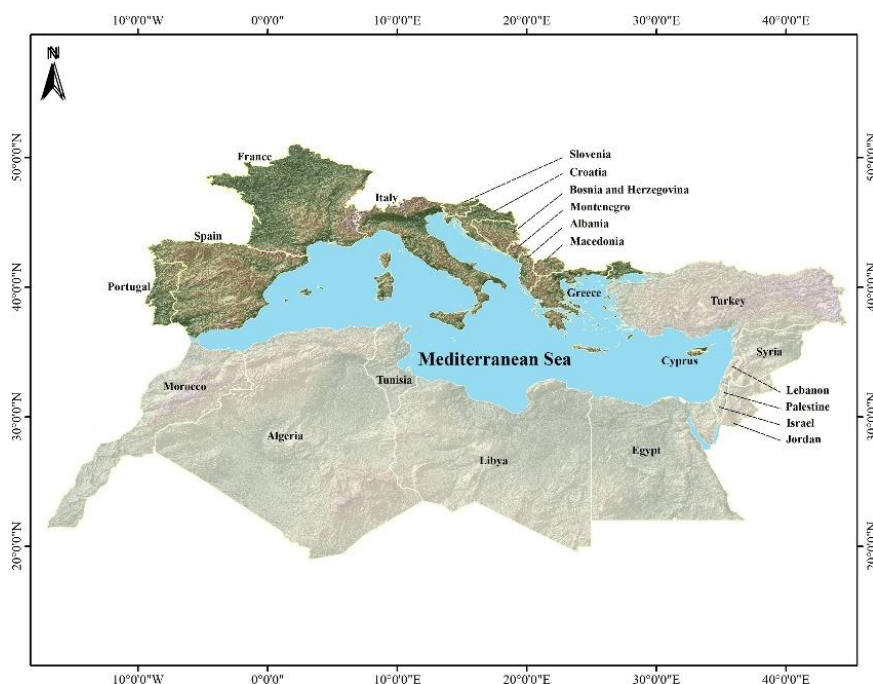 10°0'0"W 0°0'0" 10°0'0"E 20°0'0"E 30°0'0"E 40°0'0"E
N
50°0'0"N
40°0'0"N
30°0'0"N
20°0'0"N
France
Italy
Spain
Portugal
Slovenia
Croatia
Bosnia and Herzegovina
Montenegro
Albania
Macedonia
Greece
Turkey
Mediterranean Sea
Cyprus
Syria
Lebanon
Palestine
Israel
Jordan
Morocco
Tunisia
Algeria
Libya
Egypt
50°0'0"N
40°0'0"N
30°0'0"N
20°0'0"N
10°0'0"W 0°0'0" 10°0'0"E 20°0'0"E 30°0'0"E 40°0'0"E